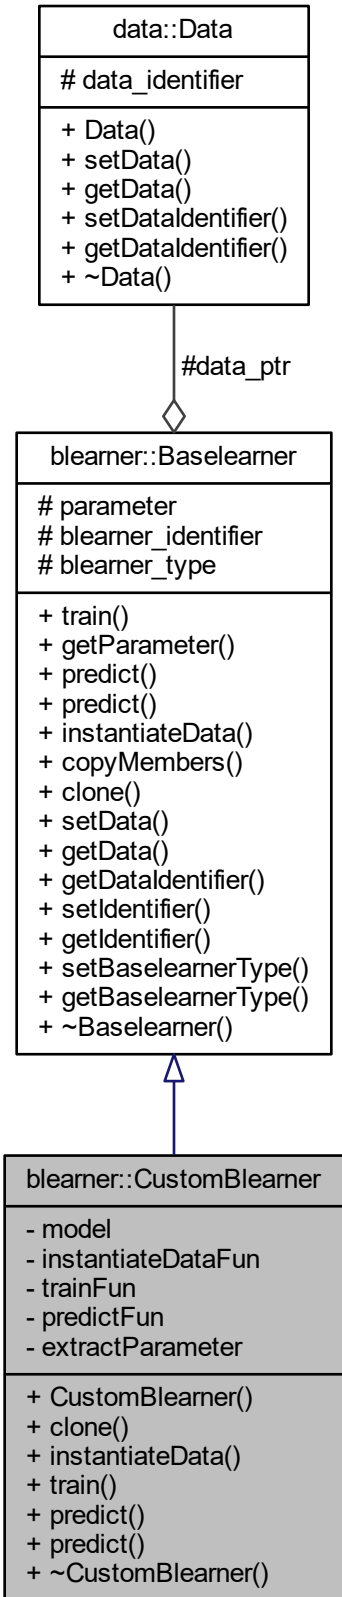 data::Data
# data_identifier
+ Data()
+ setData()
+ getData()
+ setDataIdentifier()
+ getDataIdentifier()
+ ~Data()
#data_ptr
blearner::Baselearner
# parameter
# blearner_identifier
# blearner_type
+ train()
+ getParameter()
+ predict()
+ predict()
+ instantiateData()
+ copyMembers()
+ clone()
+ setData()
+ getData()
+ getDataIdentifier()
+ setIdentifier()
+ getIdentifier()
+ setBaselearnerType()
+ getBaselearnerType()
+ ~Baselearner()
blearner::CustomBlearner
- model
- instantiateDataFun
- trainFun
- predictFun
- extractParameter
+ CustomBlearner()
+ clone()
+ instantiateData()
+ train()
+ predict()
+ predict()
+ ~CustomBlearner()